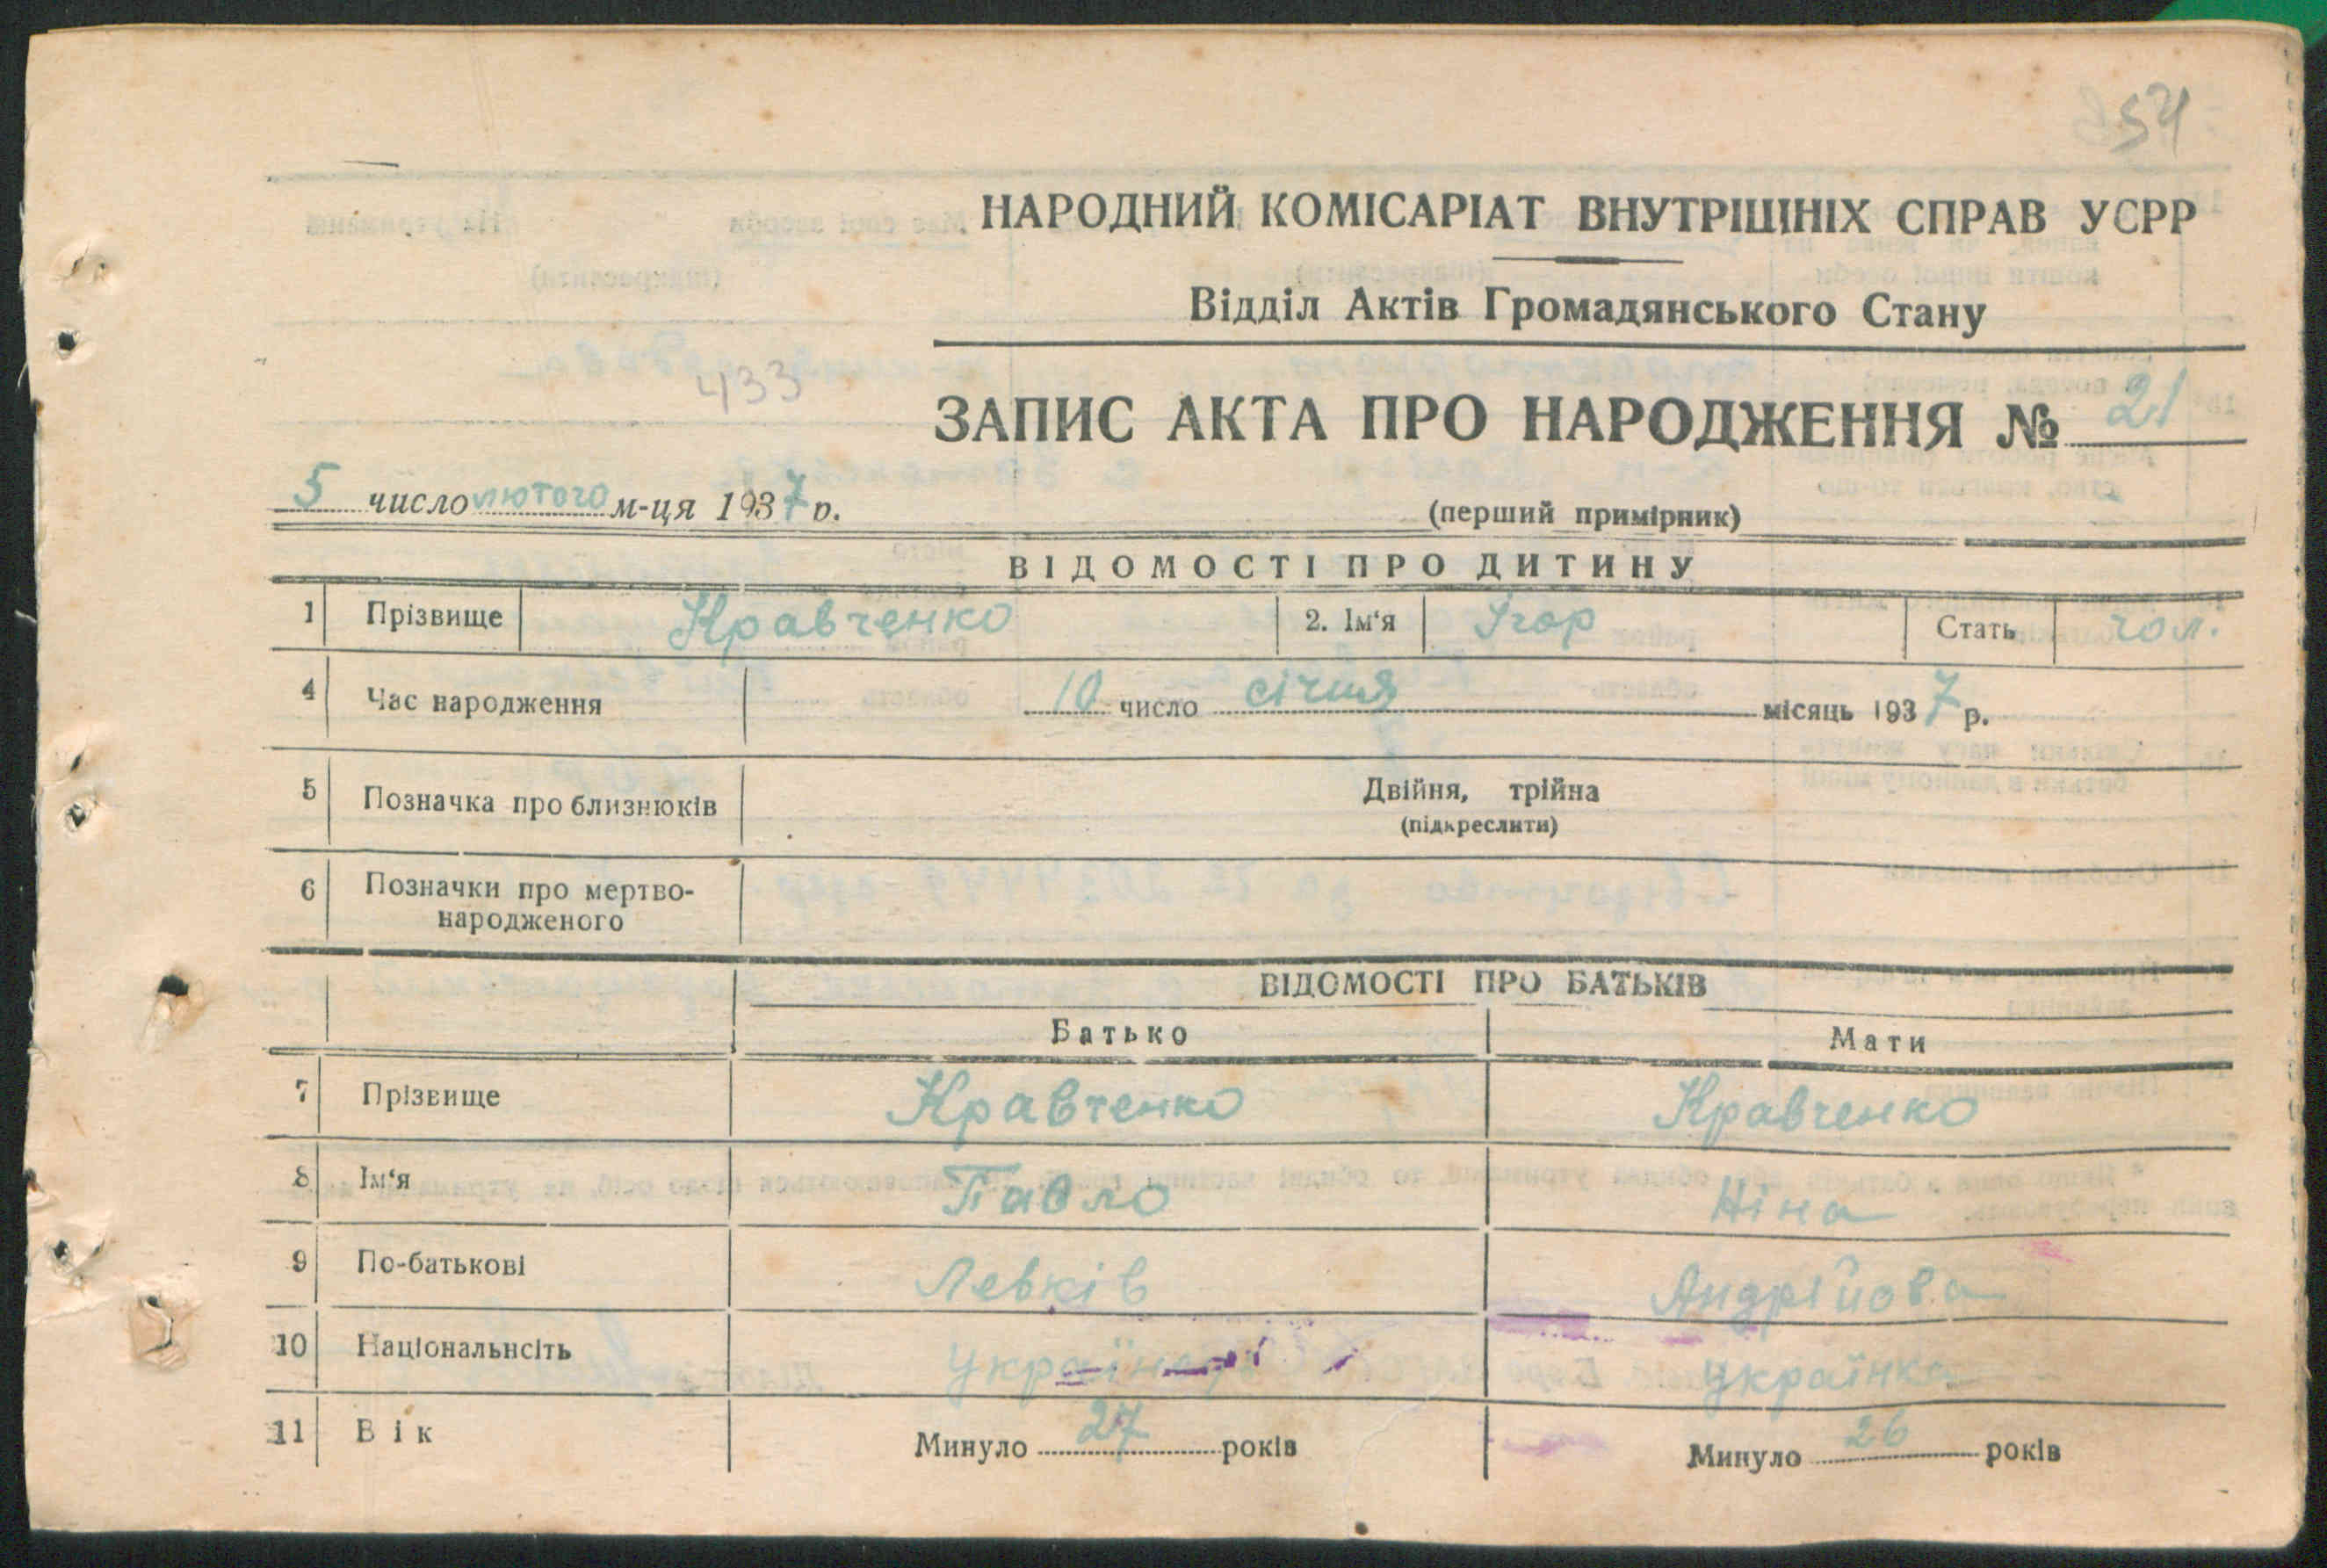 54
НАРОДНИЙ КОМІСАРІАТ ВНУТРІШНІХ СПРАВ УСРР
Відділ Актів Громадянського Стану
433
ЗАПИС АКТА ПРО НАРОДЖЕННЯ № 21
5 число лютого м-ця 1937 р.
(перший примірник)
ВІДОМОСТІ ПРО ДИТИНУ
1 Прізвище Кравченко 2. Ім‘я Ігор Стать чол.
4 Час народження 10 число січня місяць 1937 р.
5 Позначка про близнюків Двійня, трійна
(підкреслити)
6 Позначки про мертво-
народженого
ВІДОМОСТІ ПРО БАТЬКІВ
Батько Мати
7 Прізвище Кравченко Кравченко
8 Ім‘я Павло Ніна
9 По-батькові Левків Андрійова
10 Національнсіть українець українка
11 Вік Минуло 27 років Минуло 26 років